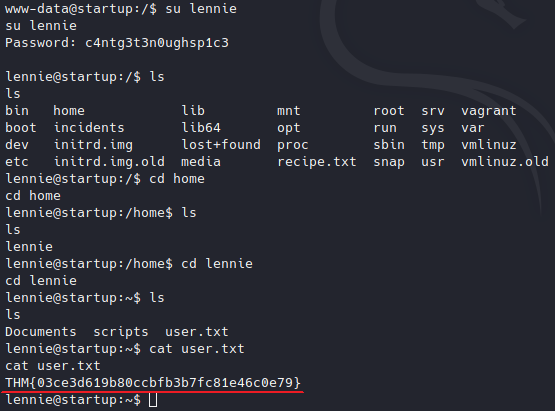 www-data@startup:/$ su lennie
su lennie
Password: c4ntg3t3n0ughsp1c3
lennie@startup:/$ ls
ls
bin home lib mnt root srv vagrant
boot incidents lib64 opt run sys var
dev initrd.img lost+found proc sbin tmp vmlinuz
etc initrd.img.old media recipe.txt snap usr vmlinuz.old
lennie@startup:/$ cd home
cd home
lennie@startup:/home$ ls
ls
lennie
lennie@startup:/home$ cd lennie
cd lennie
lennie@startup:~$ ls
ls
Documents scripts user.txt
lennie@startup:~$ cat user.txt
cat user.txt
THM{03ce3d619b80ccbfb3b7fc81e46c0e79}
lennie@startup:~$